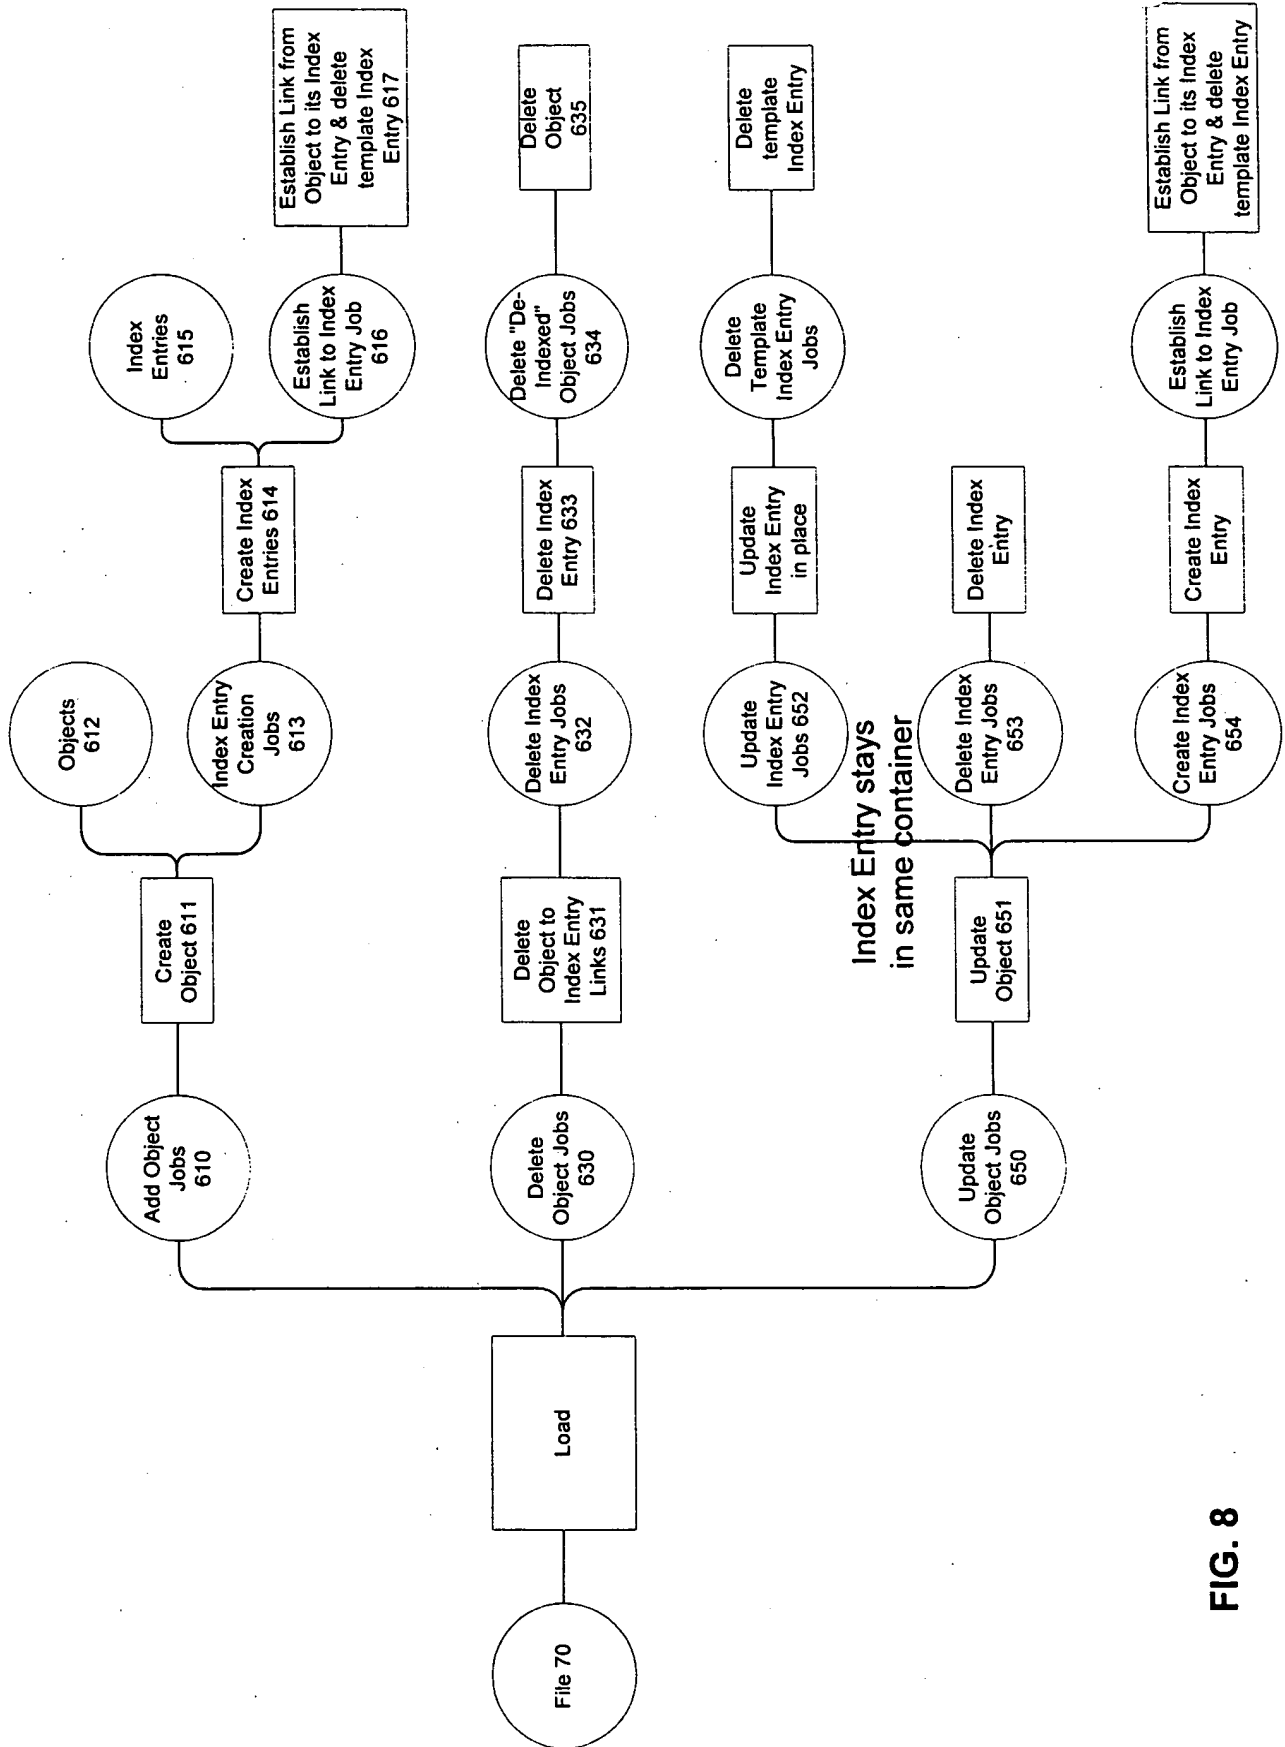 File 70
Load
Add Object
Jobs
610
Create
Object 611
Objects
612
Index Entry
Creation
Jobs
613
Create Index
Entries 614
Index
Entries
615
Establish
Link to Index
Entry Job
616
Establish Link from
Object to its Index
Entry & delete
template Index
Entry 617
Delete
Object Jobs
630
Delete
Object to
Index Entry
Links 631
Delete Index
Entry Jobs
632
Delete Index
Entry 633
Delete "De-
Indexed"
Object Jobs
634
Delete
Object
635
Update
Object Jobs
650
Update
Object 651
Index Entry stays
in same container
Update
Index Entry
Jobs 652
Update
Index Entry
in place
Delete
Template
Index Entry
Jobs
Delete
template
Index Entry
Delete Index
Entry Jobs
653
Delete Index
Entry
Create Index
Entry Jobs
654
Create Index
Entry
Establish
Link to Index
Entry Job
Establish Link from
Object to its Index
Entry & delete
template Index Entry
FIG. 8